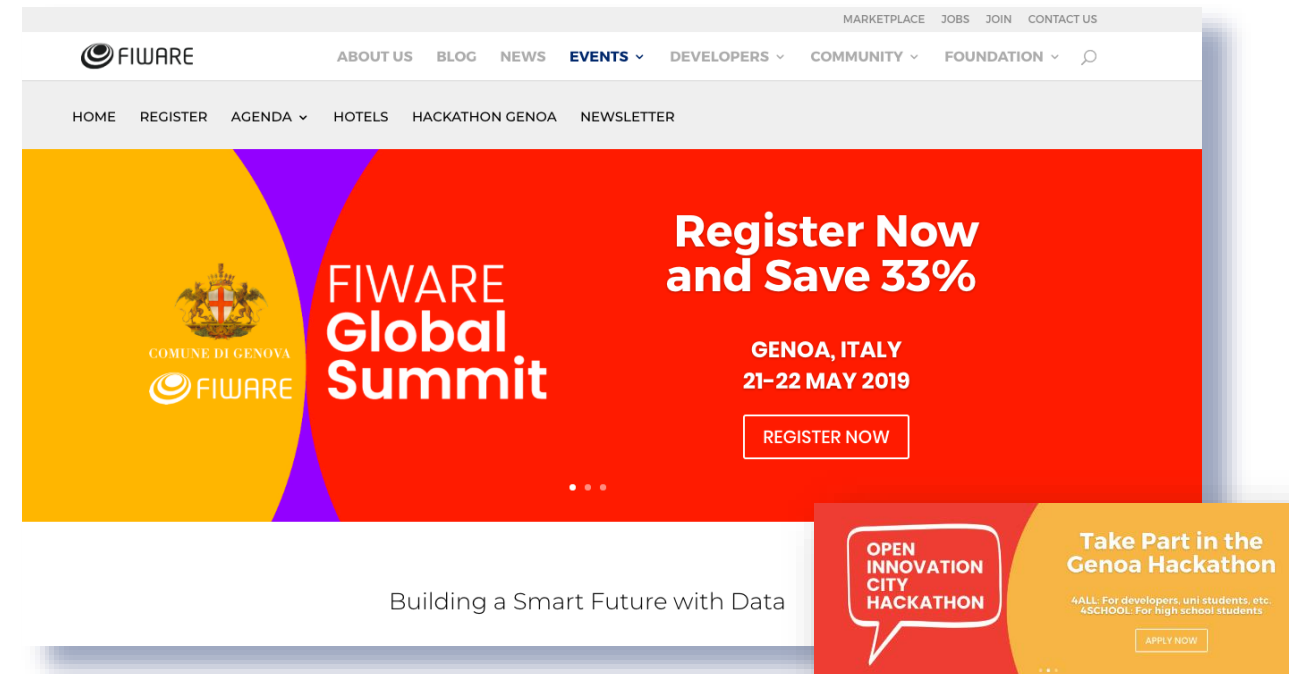 MARKETPLACE JOBS JOIN CONTACT US
FIWARE ABOUT US BLOG NEWS EVENTS DEVELOPERS COMMUNITY FOUNDATION
HOME REGISTER AGENDA HOTELS HACKATHON GENOA NEWSLETTER
COMUNE DI GENOVA
FIWARE
FIWARE
Global
Summit
Register Now
and Save 33%
GENOA, ITALY
21-22 MAY 2019
REGISTER NOW
Building a Smart Future with Data
OPEN
INNOVATION
CITY
HACKATHON
Take Part in the
Genoa Hackathon
4ALL: For developers, uni students, etc.
4SCHOOL: For high school students
APPLY NOW